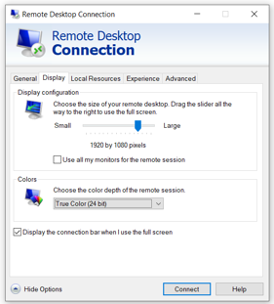 Remote Desktop Connection
Remote Desktop
Connection
General Display Local Resources Experience Advanced
Display configuration
Choose the size of your remote desktop. Drag the slider all the way to the right to use the full screen.
Small Large
1920 by 1080 pixels
Use all my monitors for the remote session
Colors
Choose the color depth of the remote session.
True Color (24 bit)
Display the connection bar when I use the full screen
Hide Options Connect Help